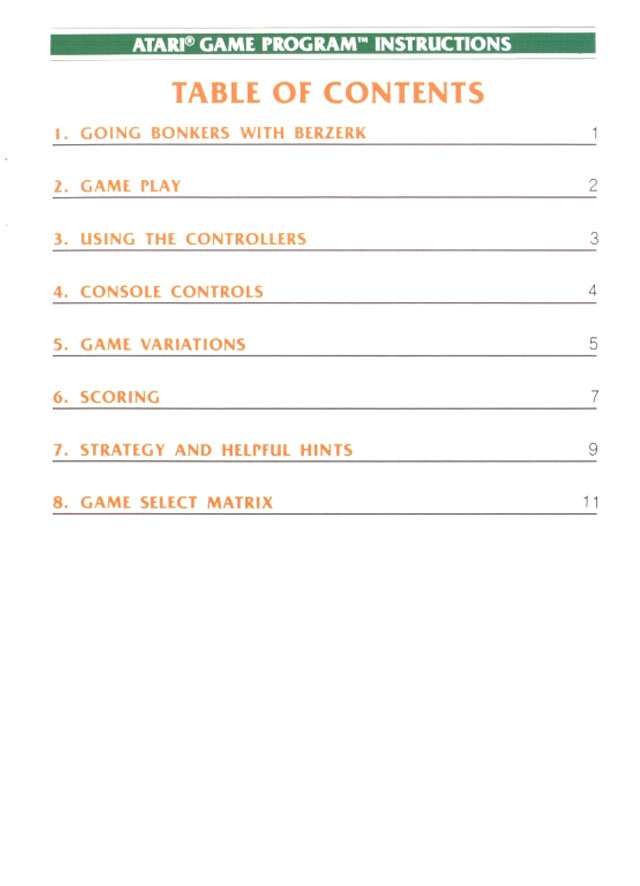 ATARI® GAME PROGRAM™ INSTRUCTIONS
TABLE OF CONTENTS
1. GOING BONKERS WITH BERZERK 1
2. GAME PLAY 2
3. USING THE CONTROLLERS 3
4. CONSOLE CONTROLS 4
5. GAME VARIATIONS 5
6. SCORING 7
7. STRATEGY AND HELPFUL HINTS 9
8. GAME SELECT MATRIX 11